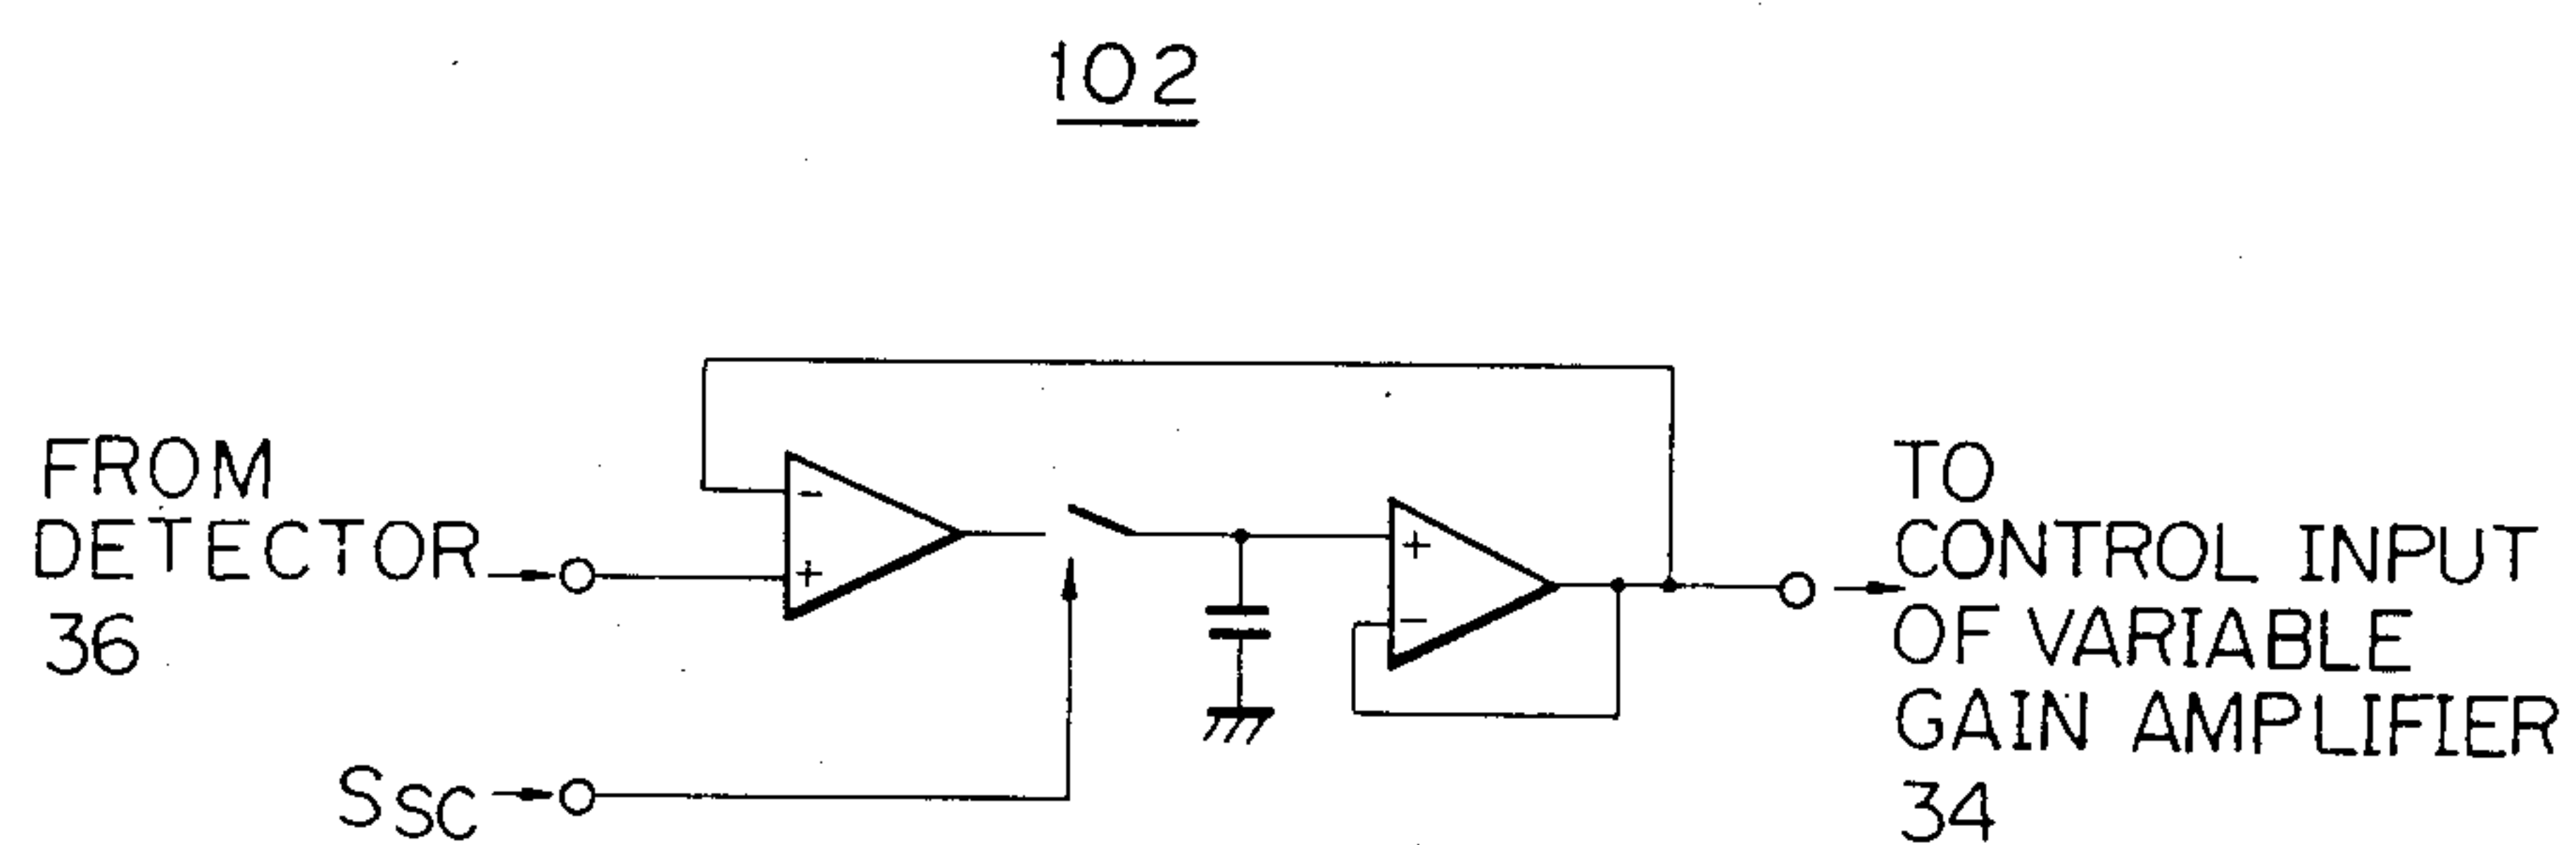 102
FROM
DETECTOR
36
-
+
+
-
TO
CONTROL INPUT
OF VARIABLE
GAIN AMPLIFIER
34
SSC